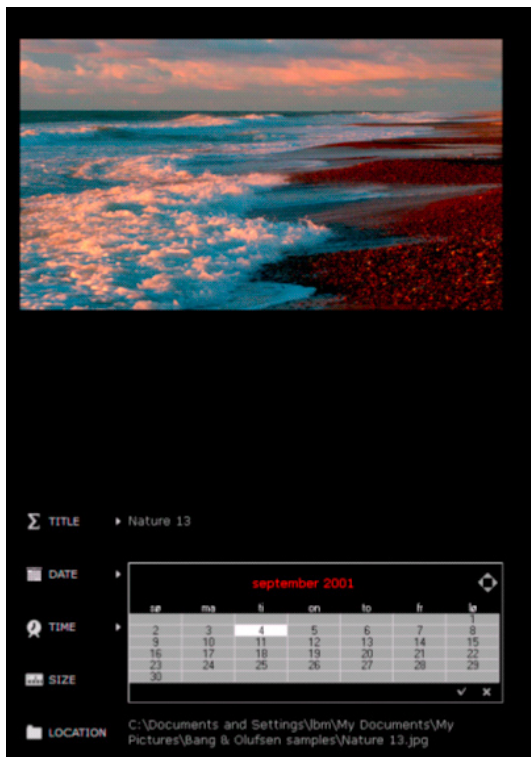 TITLE Nature 13
DATE
september 2001
sø ma ti on to fr lø
1
TIME
2 3 4 5 6 7 8
9 10 11 12 13 14 15
16 17 18 19 20 21 22
23 24 25 26 27 28 29
30
SIZE
LOCATION
C:\Documents and Settings\lbm\My Documents\My
Pictures\Bang & Olufsen samples\Nature 13.jpg